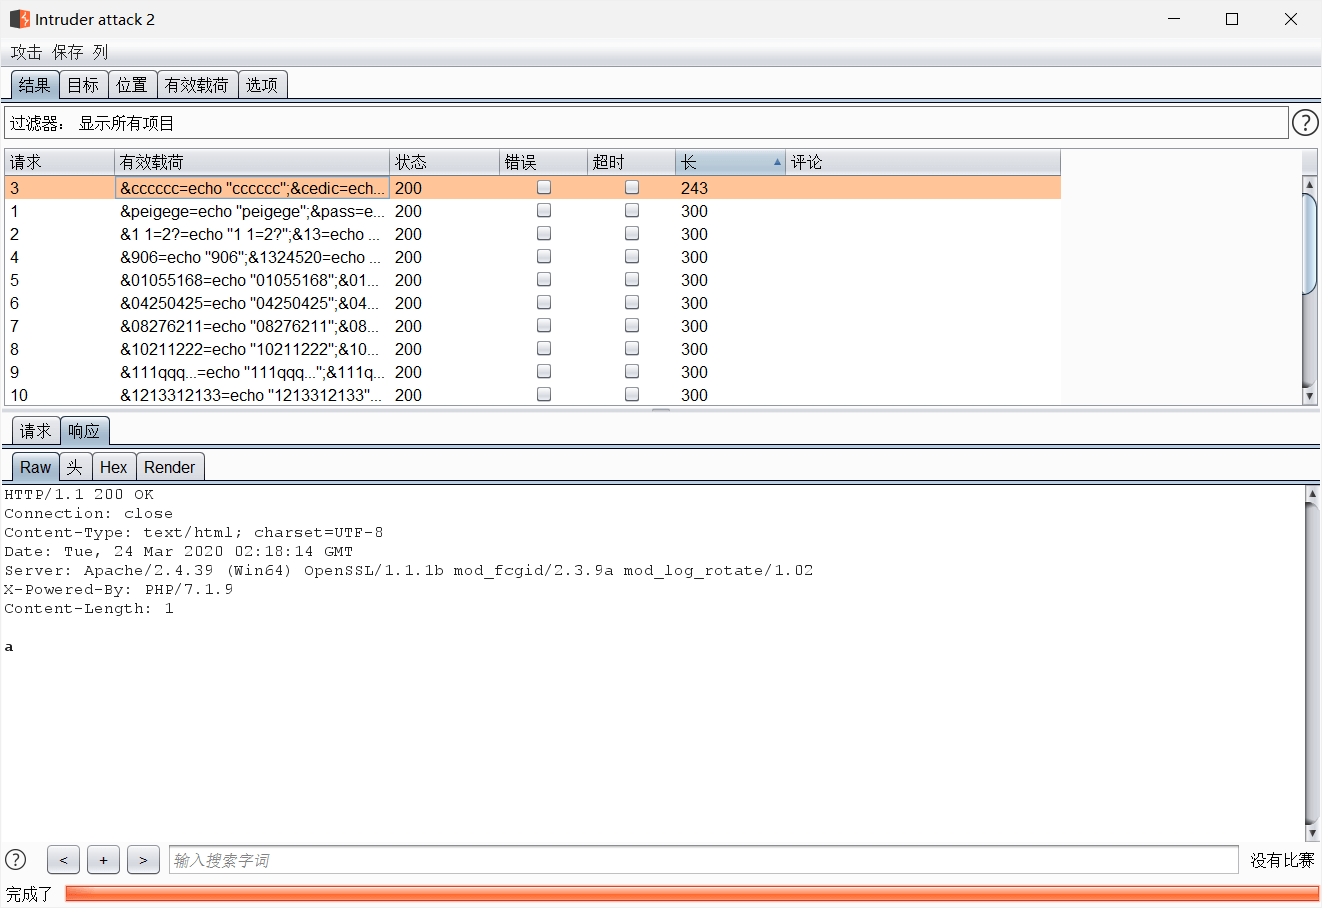 Intruder attack 2
攻击 保存 列
结果 目标 位置 有效载荷 选项
过滤器： 显示所有项目 ?
请求 有效载荷 状态 错误 超时 长 评论
3 &cccccc=echo "cccccc";&cedic=ech... 200 243
1 &peigege=echo "peigege";&pass=e... 200 300
2 &1 1=2?=echo "1 1=2?";&13=echo ... 200 300
4 &906=echo "906";&1324520=echo ... 200 300
5 &01055168=echo "01055168";&01... 200 300
6 &04250425=echo "04250425";&04... 200 300
7 &08276211=echo "08276211";&08... 200 300
8 &10211222=echo "10211222";&10... 200 300
9 &111qqq...=echo "111qqq...";&111q... 200 300
10 &1213312133=echo "1213312133"... 200 300
请求 响应
Raw 头 Hex Render
HTTP/1.1 200 OK
Connection: close
Content-Type: text/html; charset=UTF-8
Date: Tue, 24 Mar 2020 02:18:14 GMT
Server: Apache/2.4.39 (Win64) OpenSSL/1.1.1b mod_fcgid/2.3.9a mod_log_rotate/1.02
X-Powered-By: PHP/7.1.9
Content-Length: 1
a
? < + > 输入搜索字词 没有比赛
完成了